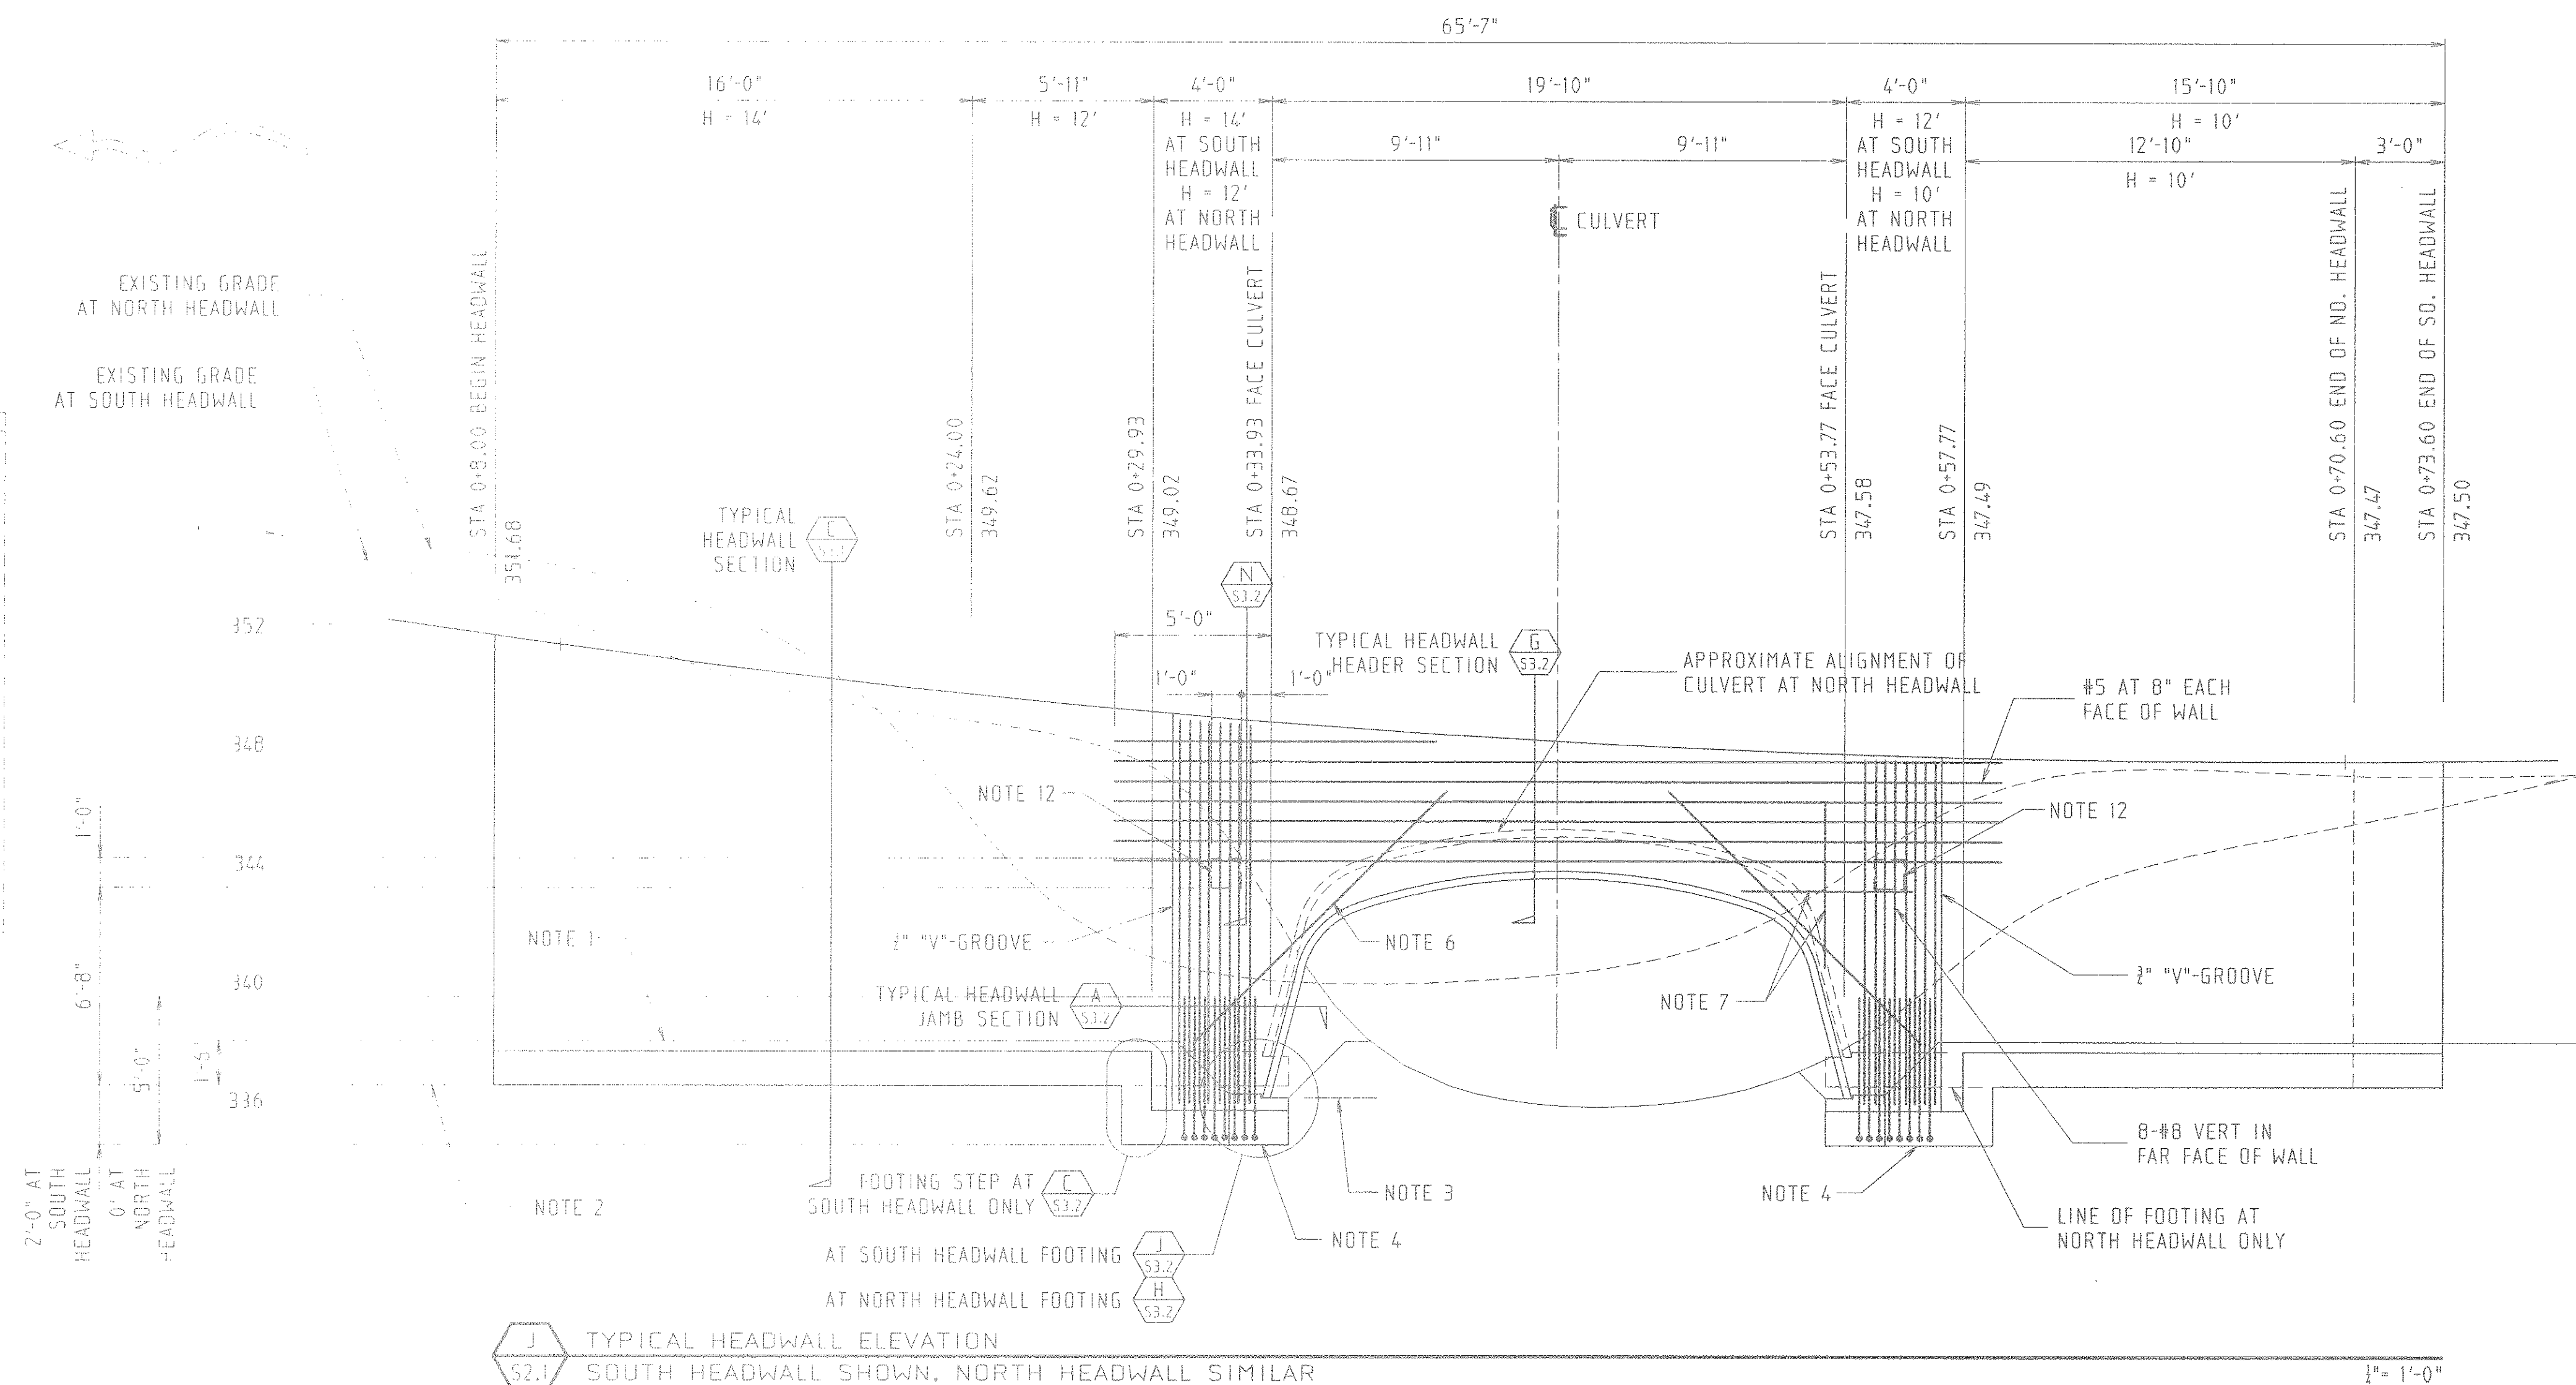 65'-7"
16'-0"
5'-11"
4'-0"
19'-10"
4'-0"
15'-10"
H = 14'
H = 12'
H = 14'
AT SOUTH
HEADWALL
H = 12'
AT NORTH
HEADWALL
9'-11"
9'-11"
H = 12'
AT SOUTH
HEADWALL
H = 10'
AT NORTH
HEADWALL
H = 10'
12'-10"
3'-0"
H = 10'
CULVERT
EXISTING GRADE
AT NORTH HEADWALL
EXISTING GRADE
AT SOUTH HEADWALL
STA 0+8.00 BEGIN HEADWALL
351.68
STA 0+24.00
349.62
STA 0+29.93
349.02
STA 0+33.93 FACE CULVERT
348.67
STA 0+53.77 FACE CULVERT
347.58
STA 0+57.77
347.49
STA 0+70.60 END OF NO. HEADWALL
347.47
STA 0+73.60 END OF SO. HEADWALL
347.50
TYPICAL
HEADWALL
SECTION
C
N
S3.2
5'-0"
1'-0"
1'-0"
TYPICAL HEADWALL
HEADER SECTION
G
S3.2
APPROXIMATE ALIGNMENT OF
CULVERT AT NORTH HEADWALL
#5 AT 8" EACH
FACE OF WALL
352
348
344
340
336
NOTE 12
NOTE 12
1'-0"
6'-8"
5'-0"
1'-6"
2'-0" AT
SOUTH
HEADWALL
0' AT
NORTH
HEADWALL
NOTE 1
"V"-GROOVE
NOTE 6
TYPICAL HEADWALL
JAMB SECTION
A
S3.2
NOTE 7
¾" "V"-GROOVE
8-#8 VERT IN
FAR FACE OF WALL
NOTE 2
FOOTING STEP AT
SOUTH HEADWALL ONLY
C
S3.2
NOTE 3
NOTE 4
NOTE 4
LINE OF FOOTING AT
NORTH HEADWALL ONLY
AT SOUTH HEADWALL FOOTING
J
S3.2
AT NORTH HEADWALL FOOTING
H
S3.2
J
S2.1
TYPICAL HEADWALL ELEVATION
SOUTH HEADWALL SHOWN, NORTH HEADWALL SIMILAR
¼"= 1'-0"